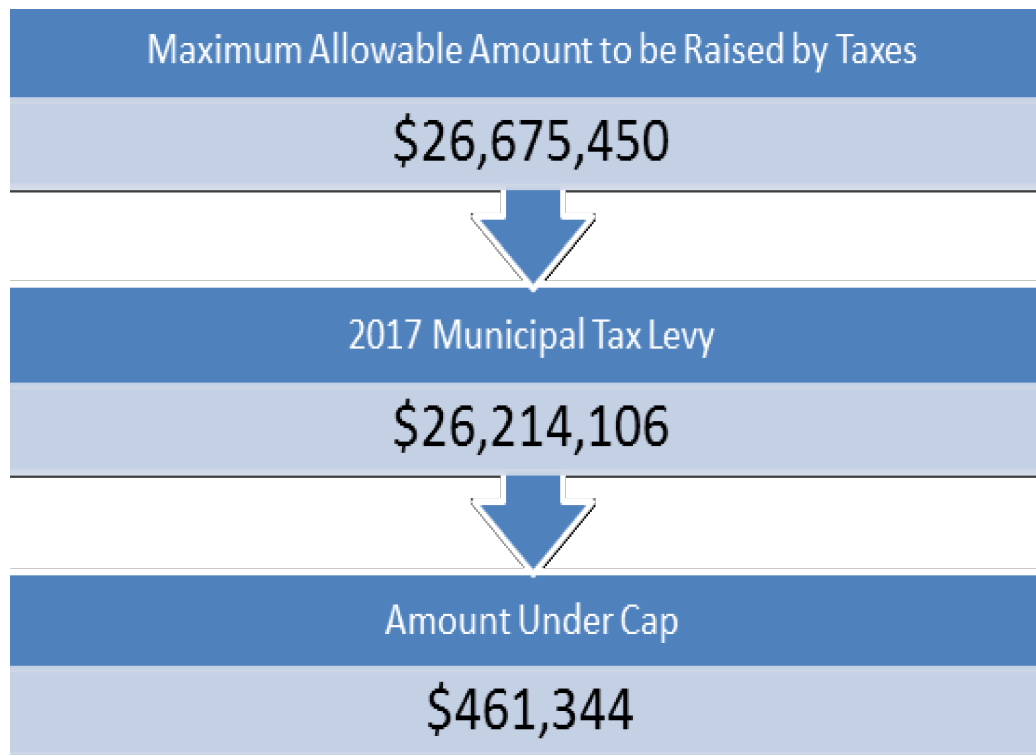 Maximum Allowable Amount to be Raised by Taxes
$26,675,450
2017 Municipal Tax Levy
$26,214,106
Amount Under Cap
$461,344